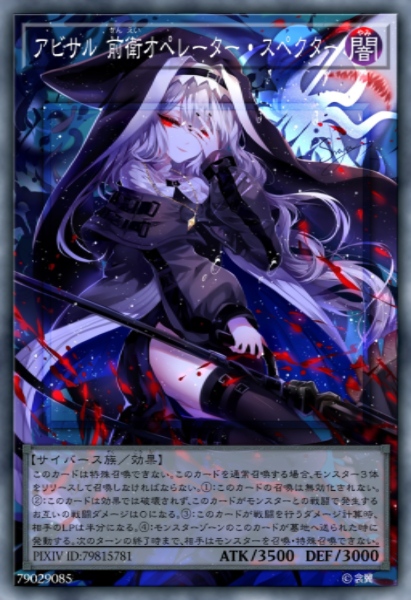 アビサル 前衛オペレーター・スペクター
ぜん えい
闇
やみ
【サイバース族／効果】
このカードは特殊召喚できない。このカードを通常召喚する場合、モンスター3体
をリリースして召喚しなければならない。①:このカードの召喚は無効化されない。
②:このカードは効果では破壊されず、このカードがモンスターとの戦闘で発生する
お互いの戦闘ダメージは0になる。③:このカードが戦闘を行うダメージ計算時、
相手のLPは半分になる。④:モンスターゾーンのこのカードが墓地へ送られた時に
発動する。次のターンの終了時まで、相手はモンスターを召喚・特殊召喚できない。
PIXIV ID:79815781
ATK/3500 DEF/3000
79029085